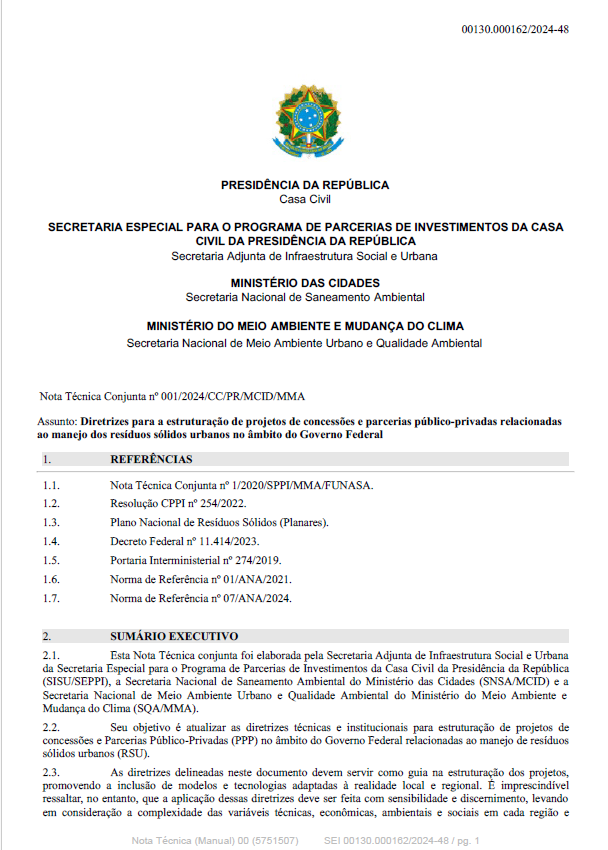 00130.000162/2024-48
PRESIDÊNCIA DA REPÚBLICA
Casa Civil
SECRETARIA ESPECIAL PARA O PROGRAMA DE PARCERIAS DE INVESTIMENTOS DA CASA
CIVIL DA PRESIDÊNCIA DA REPÚBLICA
Secretaria Adjunta de Infraestrutura Social e Urbana
MINISTÉRIO DAS CIDADES
Secretaria Nacional de Saneamento Ambiental
MINISTÉRIO DO MEIO AMBIENTE E MUDANÇA DO CLIMA
Secretaria Nacional de Meio Ambiente Urbano e Qualidade Ambiental
Nota Técnica Conjunta nº 001/2024/CC/PR/MCID/MMA
Assunto: Diretrizes para a estruturação de projetos de concessões e parcerias público-privadas relacionadas
ao manejo dos resíduos sólidos urbanos no âmbito do Governo Federal
1. REFERÊNCIAS
1.1. Nota Técnica Conjunta nº 1/2020/SPPI/MMA/FUNASA.
1.2. Resolução CPPI nº 254/2022.
1.3. Plano Nacional de Resíduos Sólidos (Planares).
1.4. Decreto Federal nº 11.414/2023.
1.5. Portaria Interministerial nº 274/2019.
1.6. Norma de Referência nº 01/ANA/2021.
1.7. Norma de Referência nº 07/ANA/2024.
2. SUMÁRIO EXECUTIVO
2.1. Esta Nota Técnica conjunta foi elaborada pela Secretaria Adjunta de Infraestrutura Social e Urbana
da Secretaria Especial para o Programa de Parcerias de Investimentos da Casa Civil da Presidência da República
(SISU/SEPPI), a Secretaria Nacional de Saneamento Ambiental do Ministério das Cidades (SNSA/MCID) e a
Secretaria Nacional de Meio Ambiente Urbano e Qualidade Ambiental do Ministério do Meio Ambiente e
Mudança do Clima (SQA/MMA).
2.2. Seu objetivo é atualizar as diretrizes técnicas e institucionais para estruturação de projetos de
concessões e Parcerias Público-Privadas (PPP) no âmbito do Governo Federal relacionadas ao manejo de resíduos
sólidos urbanos (RSU).
2.3. As diretrizes delineadas neste documento devem servir como guia na estruturação dos projetos,
promovendo a inclusão de modelos e tecnologias adaptadas à realidade local e regional. É imprescindível
ressaltar, no entanto, que a aplicação dessas diretrizes deve ser feita com sensibilidade e discernimento, levando
em consideração a complexidade das variáveis técnicas, econômicas, ambientais e sociais em cada região e
Nota Técnica (Manual) 00 (5751507) SEI 00130.000162/2024-48 / pg. 1